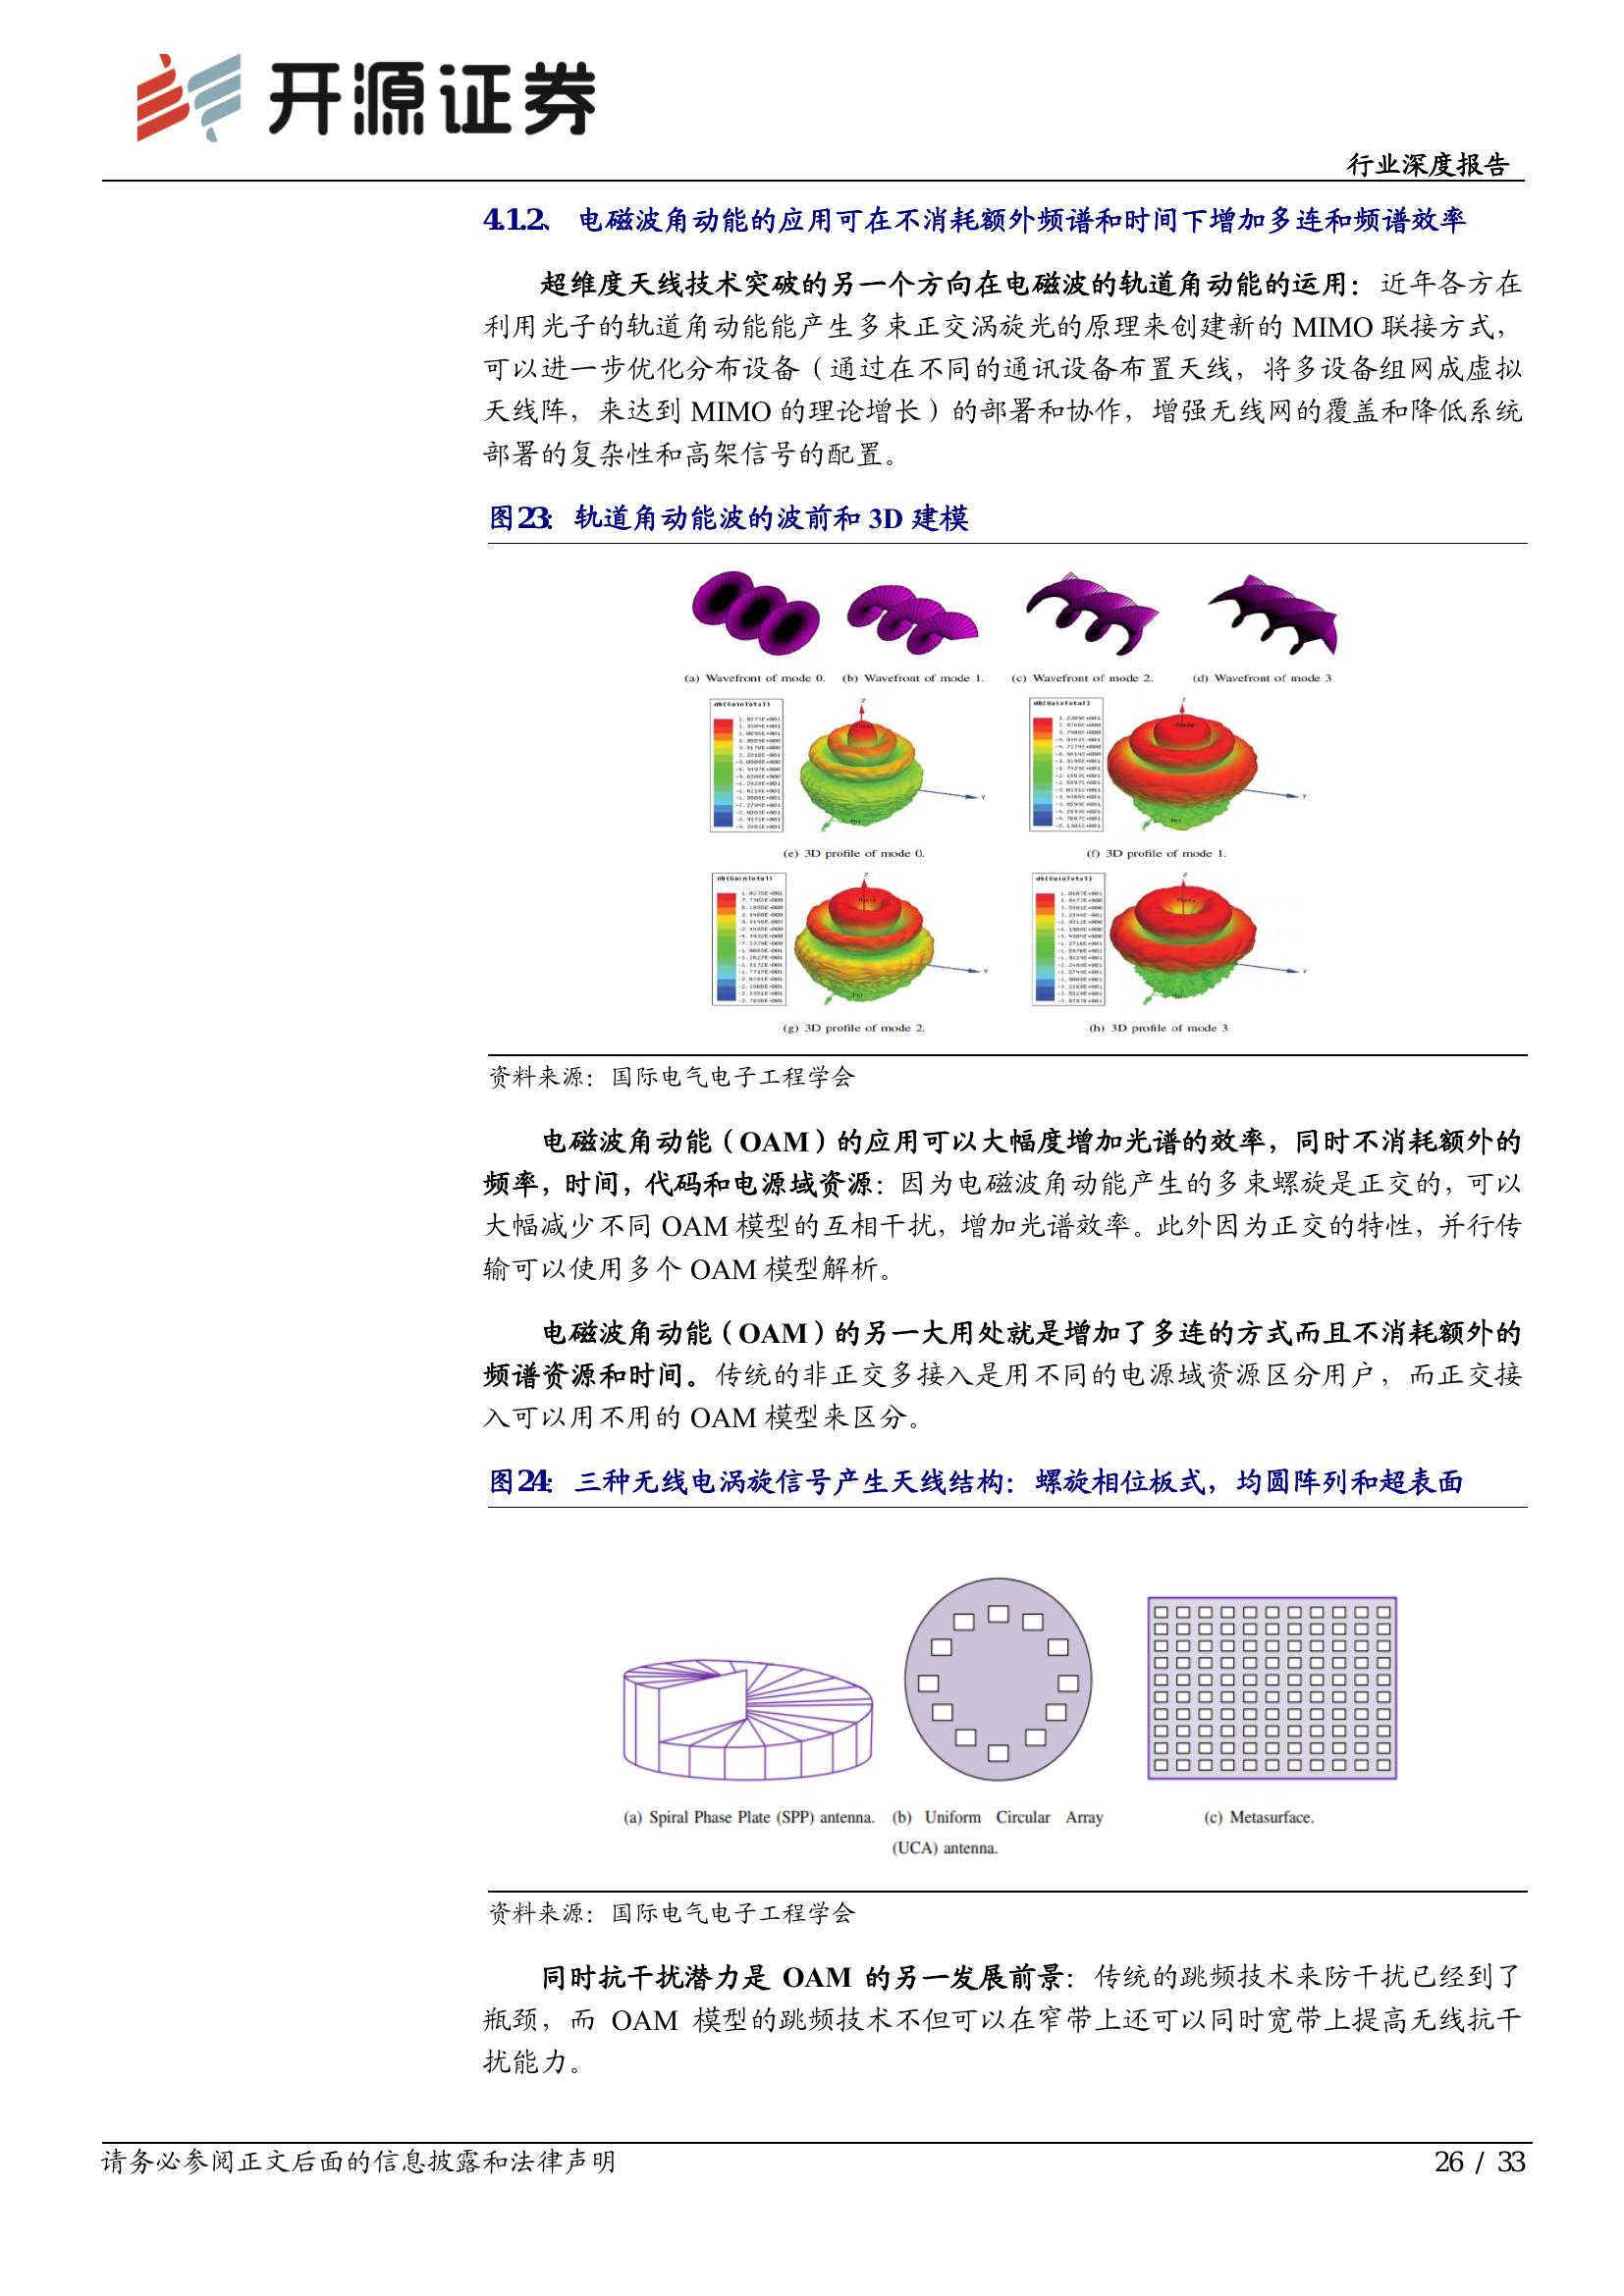 开源证券
行业深度报告
4.1.2、 电磁波角动能的应用可在不消耗额外频谱和时间下增加多连和频谱效率
超维度天线技术突破的另一个方向在电磁波的轨道角动能的运用：近年各方在
利用光子的轨道角动能能产生多束正交涡旋光的原理来创建新的 MIMO 联接方式，
可以进一步优化分布设备（通过在不同的通讯设备布置天线，将多设备组网成虚拟
天线阵，来达到 MIMO 的理论增长）的部署和协作，增强无线网的覆盖和降低系统
部署的复杂性和高架信号的配置。
图23： 轨道角动能波的波前和 3D 建模
(a) Wavefront of mode 0. (b) Wavefront of mode 1. (c) Wavefront of mode 2. (d) Wavefront of mode 3
dB(GainTotal) dB(GainTotal)
(e) 3D profile of mode 0. (f) 3D profile of mode 1.
dB(GainTotal) dB(GainTotal)
(g) 3D profile of mode 2. (h) 3D profile of mode 3
资料来源：国际电气电子工程学会
电磁波角动能（OAM）的应用可以大幅度增加光谱的效率，同时不消耗额外的
频率，时间，代码和电源域资源：因为电磁波角动能产生的多束螺旋是正交的，可以
大幅减少不同 OAM 模型的互相干扰，增加光谱效率。此外因为正交的特性，并行传
输可以使用多个 OAM 模型解析。
电磁波角动能（OAM）的另一大用处就是增加了多连的方式而且不消耗额外的
频谱资源和时间。传统的非正交多接入是用不同的电源域资源区分用户，而正交接
入可以用不用的 OAM 模型来区分。
图24： 三种无线电涡旋信号产生天线结构：螺旋相位板式，均圆阵列和超表面
(a) Spiral Phase Plate (SPP) antenna. (b) Uniform Circular Array (c) Metasurface.
(UCA) antenna.
资料来源：国际电气电子工程学会
同时抗干扰潜力是 OAM 的另一发展前景：传统的跳频技术来防干扰已经到了
瓶颈，而 OAM 模型的跳频技术不但可以在窄带上还可以同时宽带上提高无线抗干
扰能力。
请务必参阅正文后面的信息披露和法律声明 26 / 33